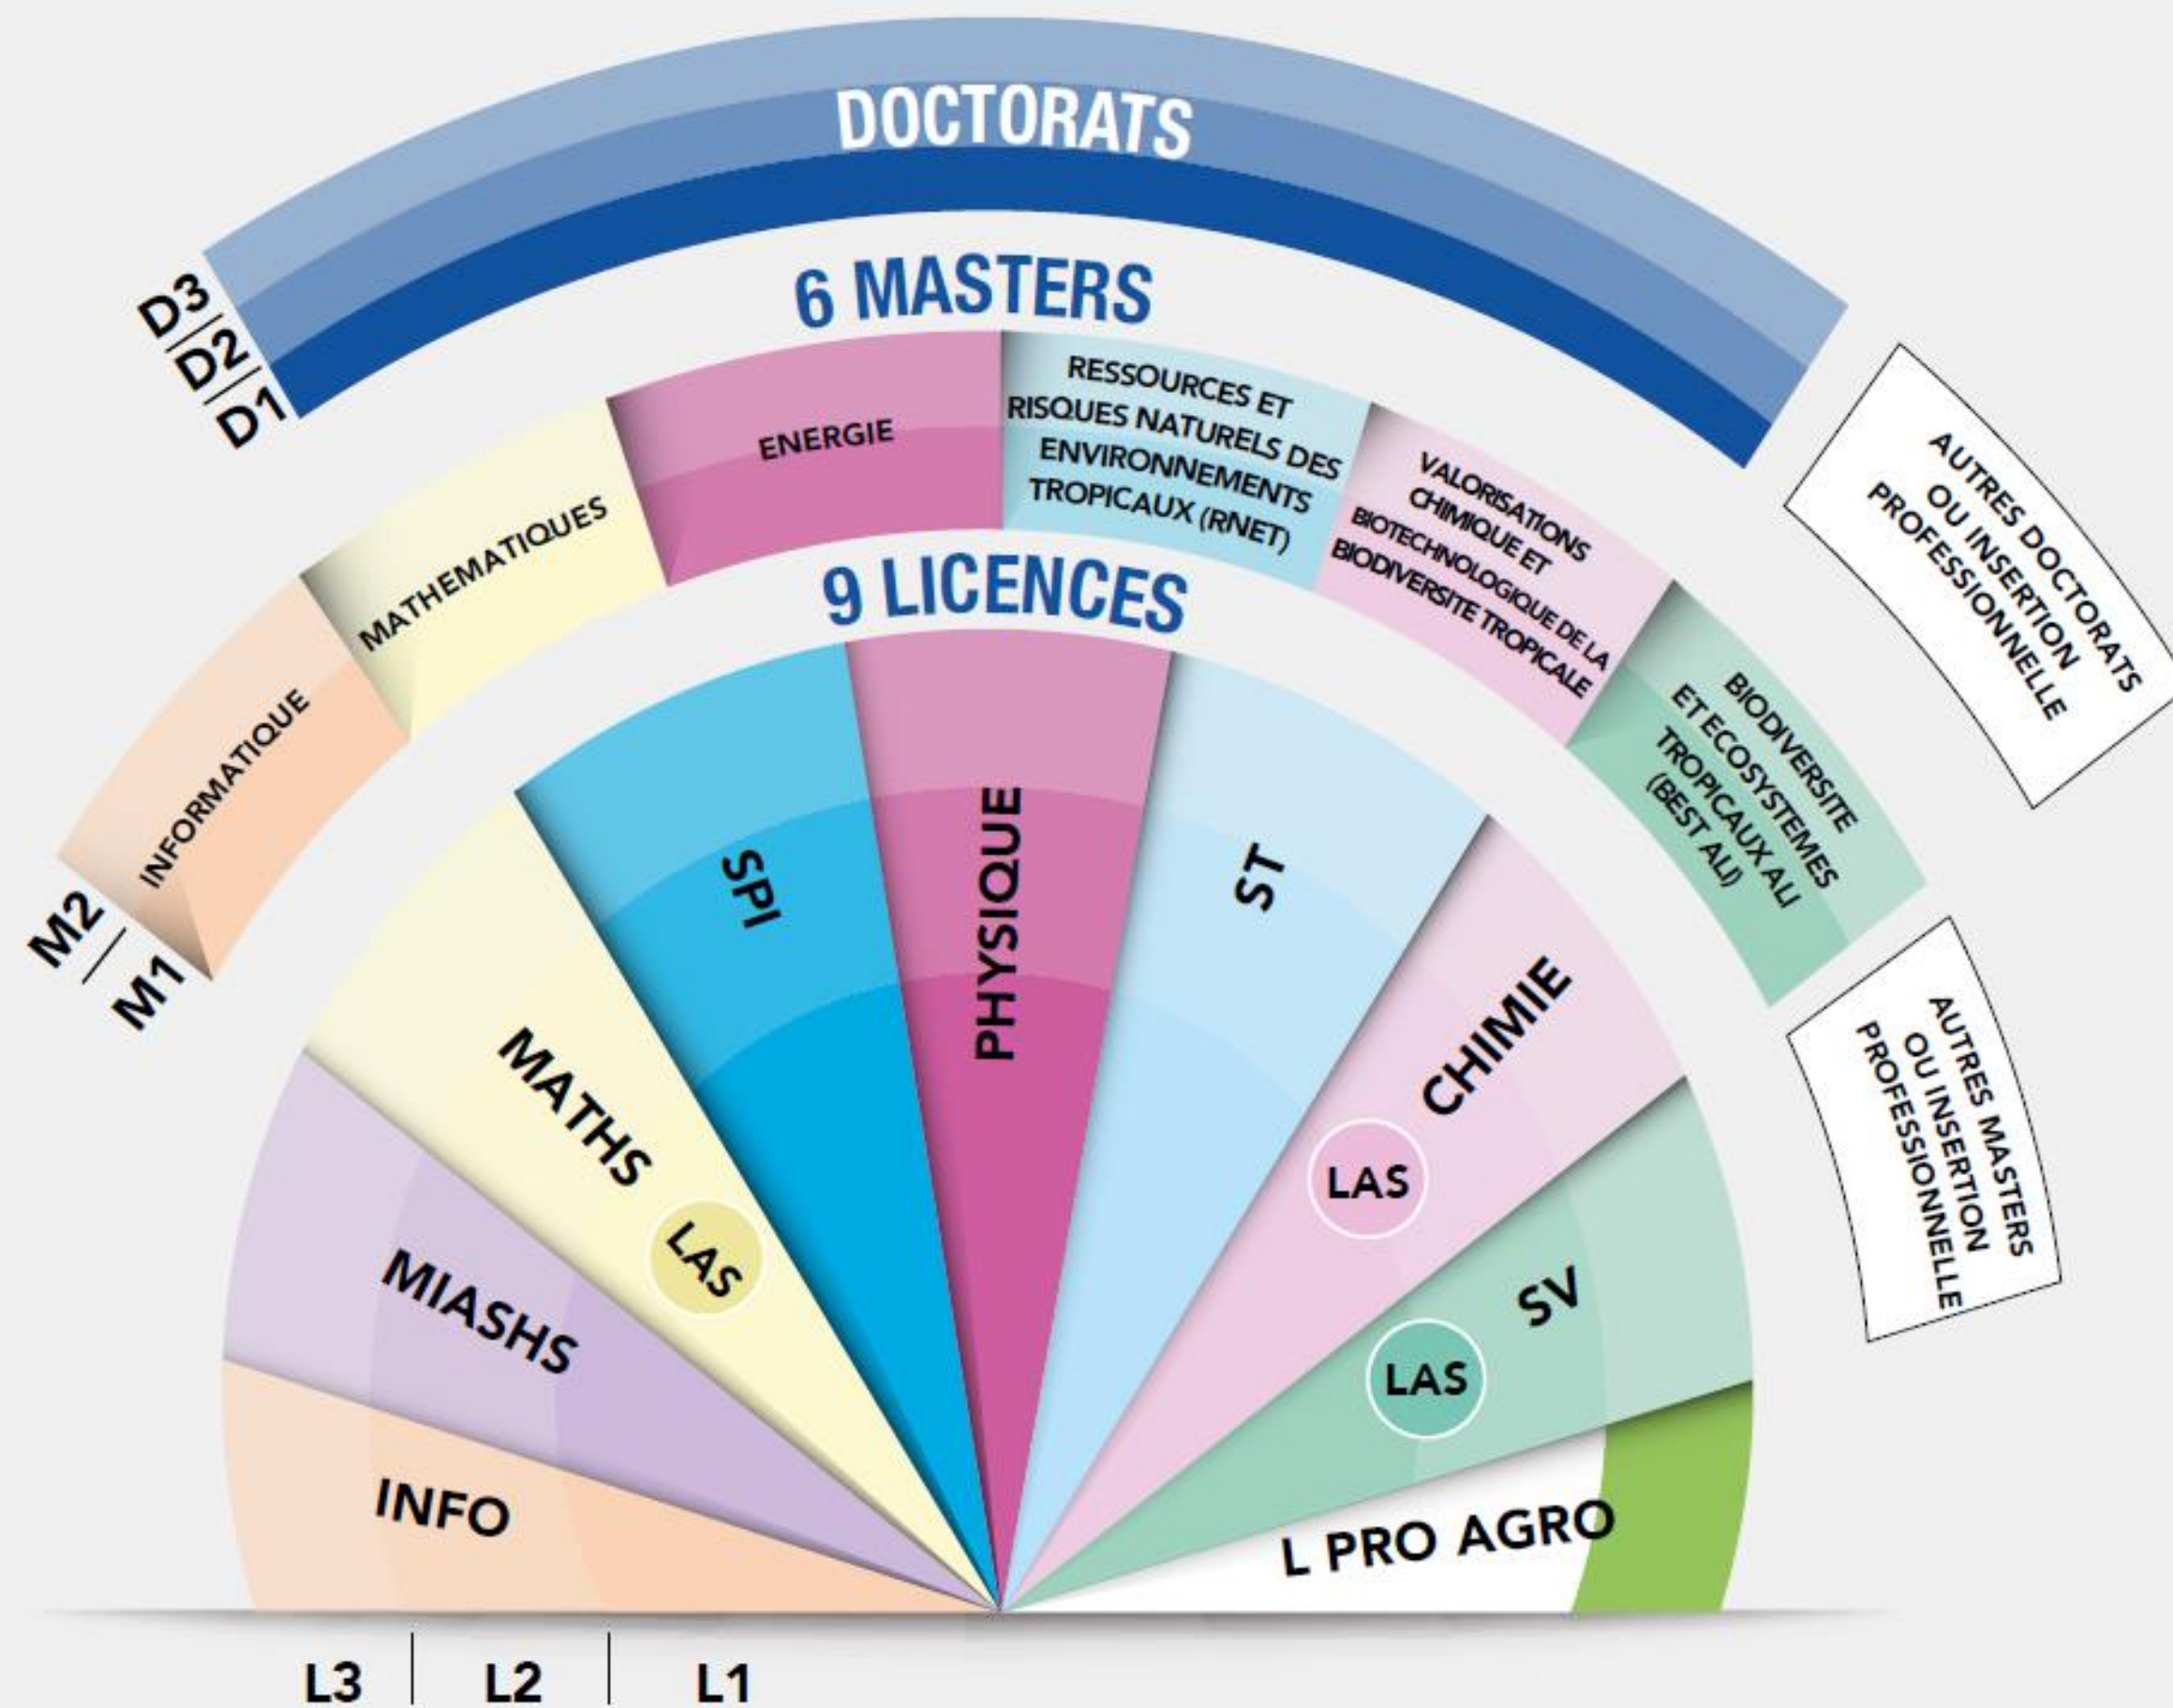 DOCTORATS
D3
D2
D1
6 MASTERS
INFORMATIQUE
MATHEMATIQUES
ENERGIE
RESSOURCES ET
RISQUES NATURELS DES
ENVIRONNEMENTS
TROPICAUX (RNET)
VALORISATIONS
CHIMIQUE ET
BIOTECHNOLOGIQUE DE LA
BIODIVERSITE TROPICALE
BIODIVERSITE
ET ECOSYSTEMES
TROPICAUX ALI
(BEST ALI)
M2
M1
AUTRES DOCTORATS
OU INSERTION
PROFESSIONNELLE
AUTRES MASTERS
OU INSERTION
PROFESSIONNELLE
9 LICENCES
INFO
MIASHS
MATHS
LAS
SPI
PHYSIQUE
ST
CHIMIE
LAS
SV
LAS
L PRO AGRO
L3
L2
L1